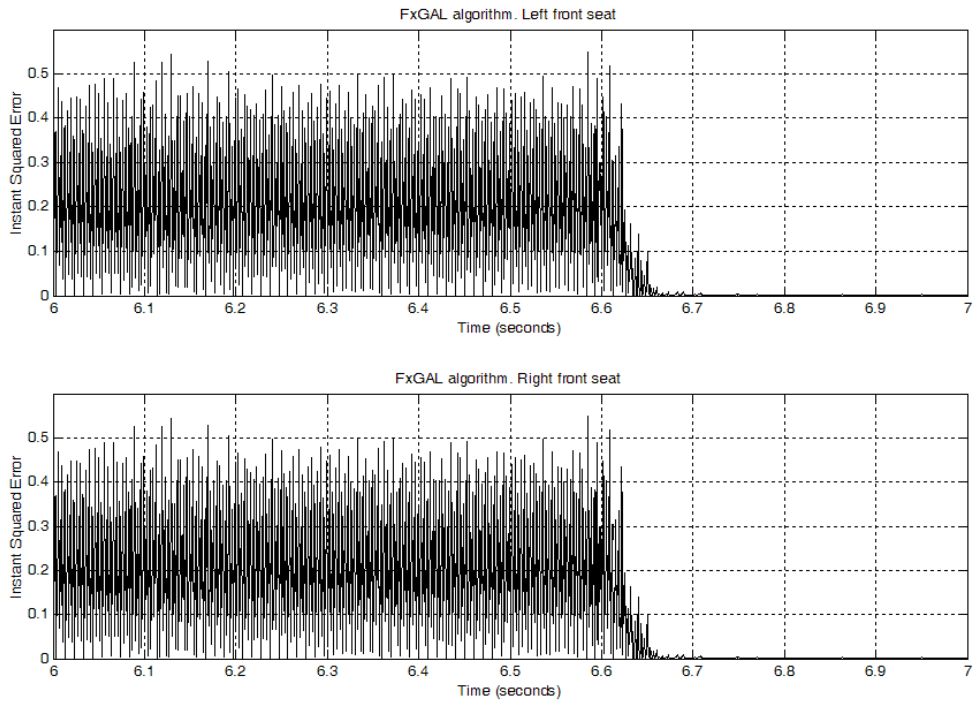 FxGAL algorithm. Left front seat
Instant Squared Error
0.5
0.4
0.3
0.2
0.1
0
6 6.1 6.2 6.3 6.4 6.5 6.6 6.7 6.8 6.9 7
Time (seconds)
FxGAL algorithm. Right front seat
Instant Squared Error
0.5
0.4
0.3
0.2
0.1
0
6 6.1 6.2 6.3 6.4 6.5 6.6 6.7 6.8 6.9 7
Time (seconds)